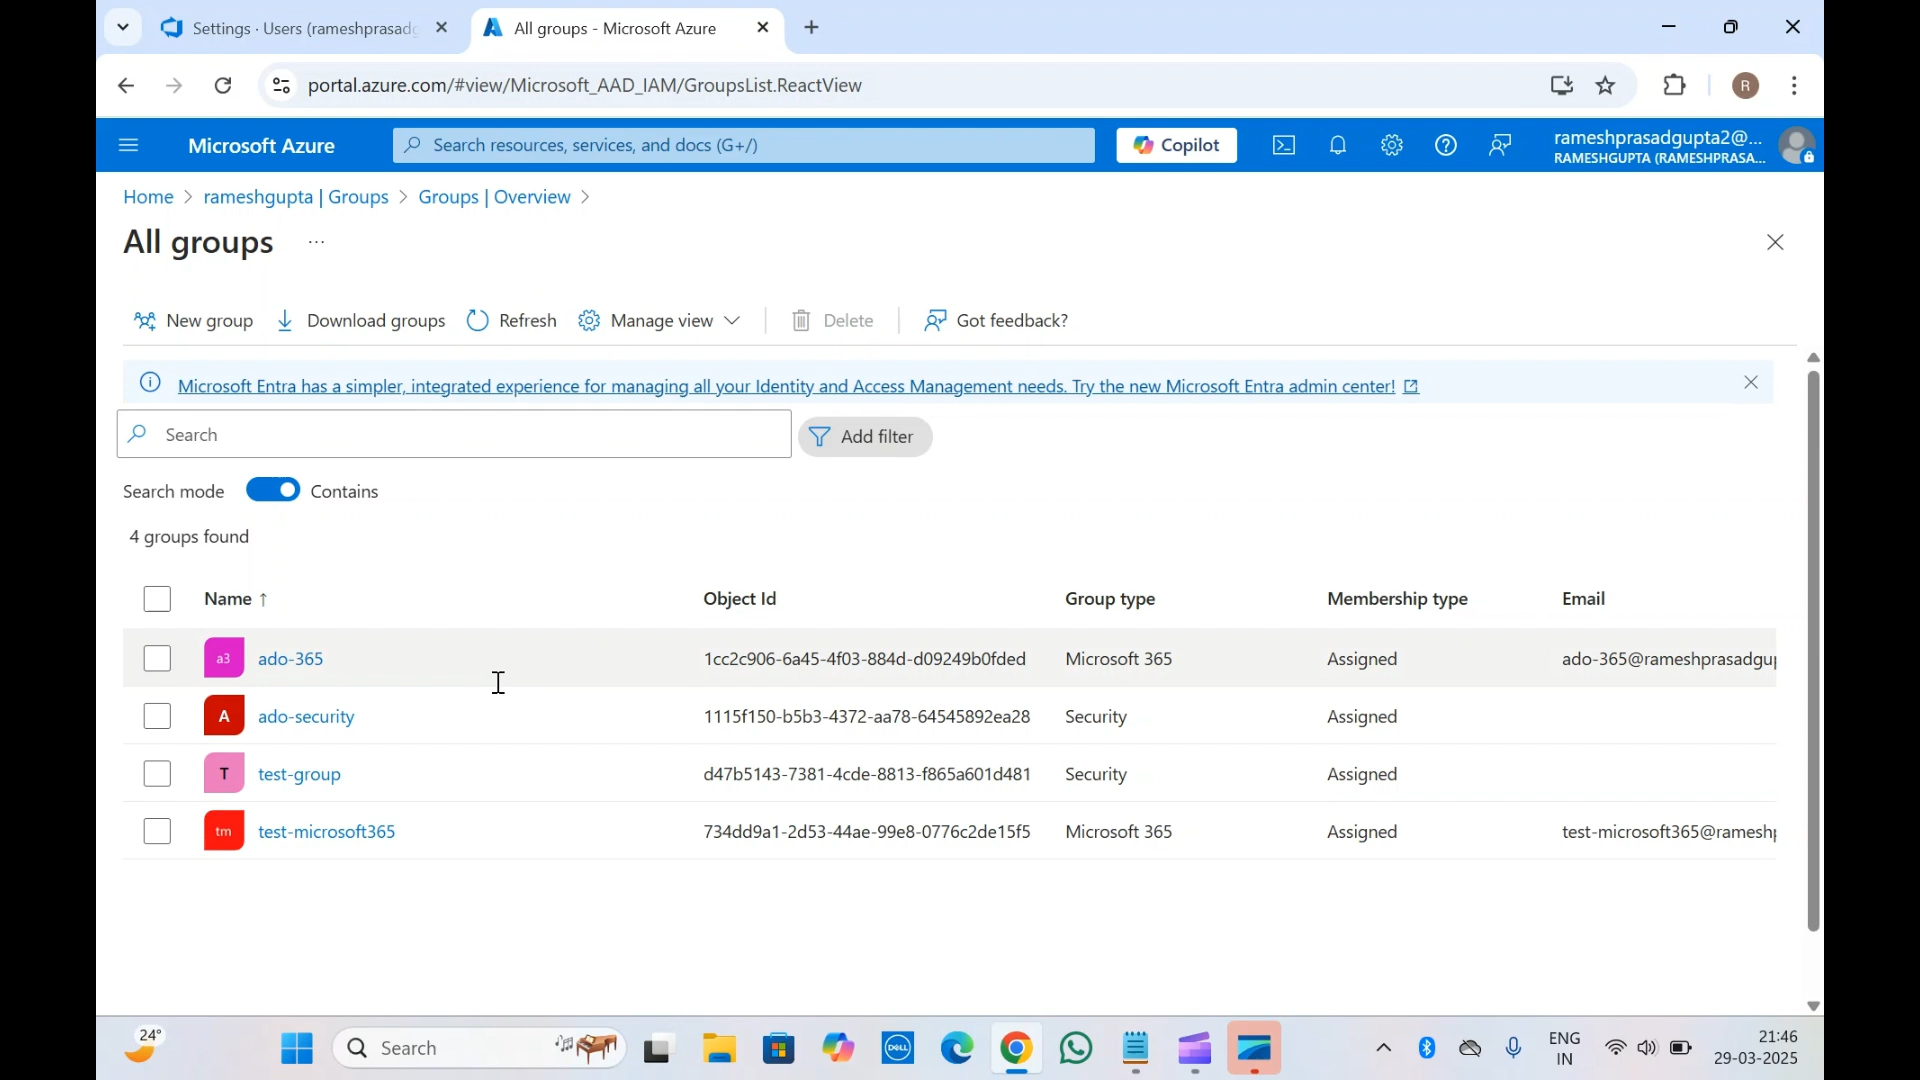 Settings · Users (rameshprasadg
All groups - Microsoft Azure
portal.azure.com/#view/Microsoft_AAD_IAM/GroupsList.ReactView
R
Microsoft Azure
Search resources, services, and docs (G+/)
Copilot
rameshprasadgupta2@...
RAMESHGUPTA (RAMESHPRASA...
Home > rameshgupta | Groups > Groups | Overview >
All groups ...
New group
Download groups
Refresh
Manage view
Delete
Got feedback?
Microsoft Entra has a simpler, integrated experience for managing all your Identity and Access Management needs. Try the new Microsoft Entra admin center!
Search
Add filter
Search mode
Contains
4 groups found
Name ↑ Object Id Group type Membership type Email
a3 ado-365 1cc2c906-6a45-4f03-884d-d09249b0fded Microsoft 365 Assigned ado-365@rameshprasadgup
A ado-security 1115f150-b5b3-4372-aa78-64545892ea28 Security Assigned
T test-group d47b5143-7381-4cde-8813-f865a601d481 Security Assigned
tm test-microsoft365 734dd9a1-2d53-44ae-99e8-0776c2de15f5 Microsoft 365 Assigned test-microsoft365@rameshp
24°
Search
DELL
ENG
IN
21:46
29-03-2025